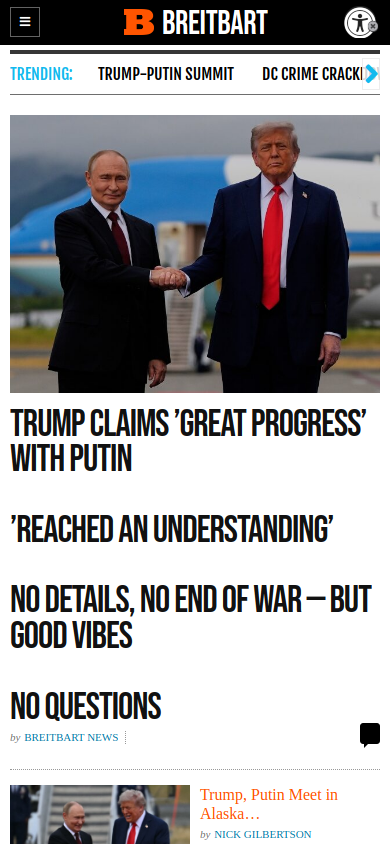 B BREITBART
TRENDING: TRUMP-PUTIN SUMMIT DC CRIME
TRUMP CLAIMS ’GREAT PROGRESS’
WITH PUTIN
’REACHED AN UNDERSTANDING’
NO DETAILS, NO END OF WAR — BUT
GOOD VIBES
NO QUESTIONS
by BREITBART NEWS
Trump, Putin Meet in
Alaska…
by NICK GILBERTSON